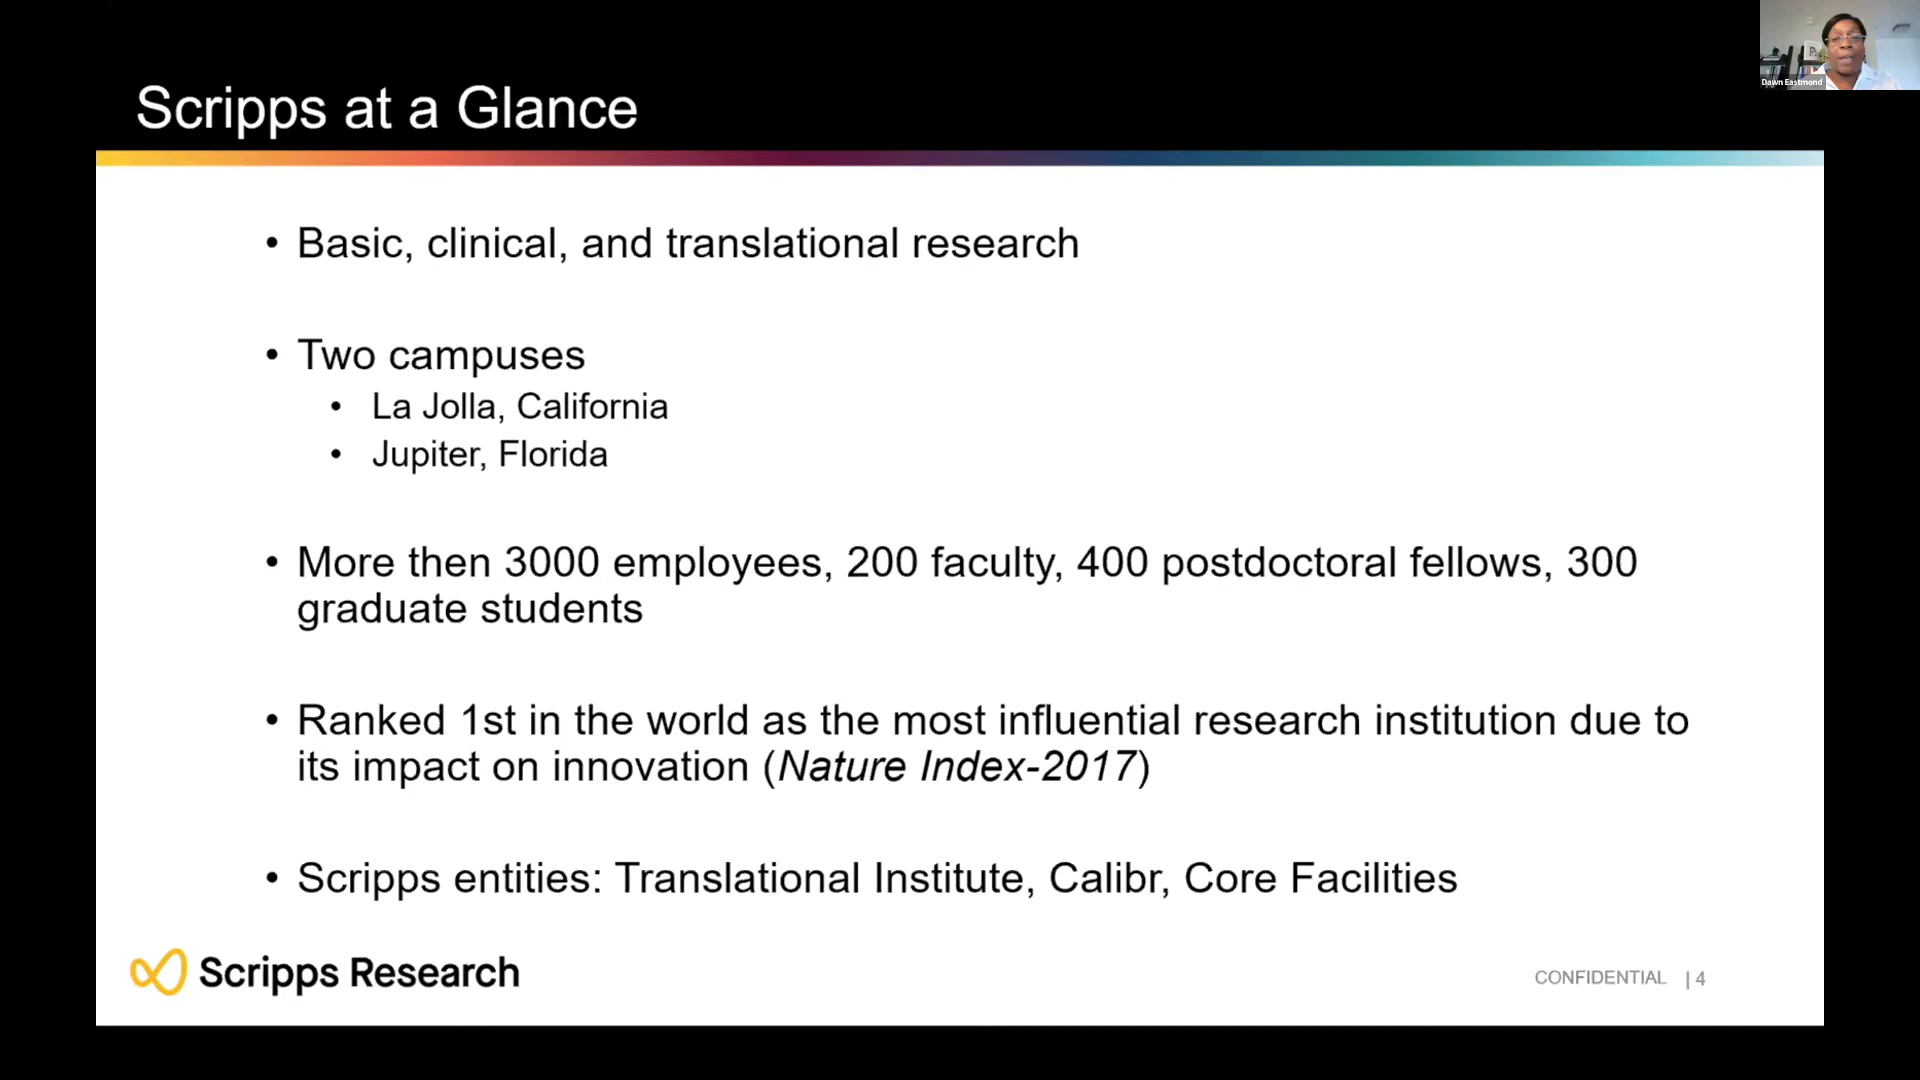 Dawn Eastmond
Scripps at a Glance
• Basic, clinical, and translational research
• Two campuses
• La Jolla, California
• Jupiter, Florida
• More then 3000 employees, 200 faculty, 400 postdoctoral fellows, 300
graduate students
• Ranked 1st in the world as the most influential research institution due to
its impact on innovation (Nature Index-2017)
• Scripps entities: Translational Institute, Calibr, Core Facilities
Scripps Research
CONFIDENTIAL | 4